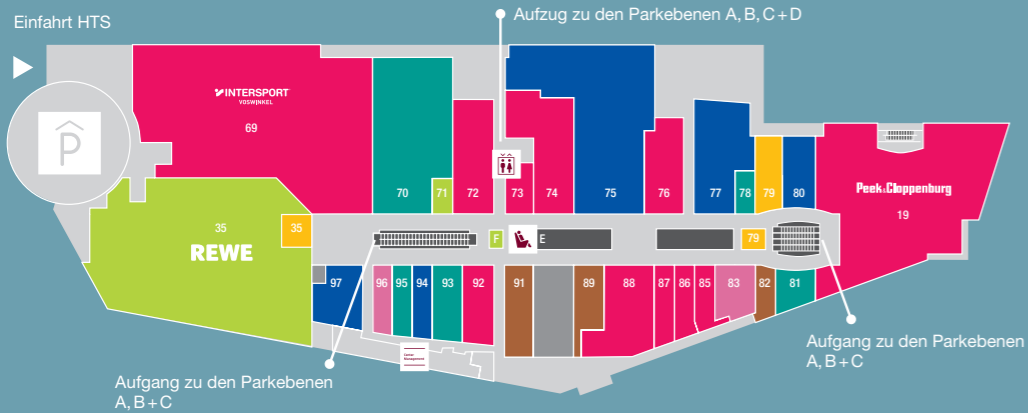 Einfahrt HTS
Aufzug zu den Parkebenen A, B, C + D
P
INTERSPORT
VOSWINKEL
69
70
71
72
73
74
75
76
77
78
79
80
Peek&Cloppenburg
19
35
REWE
35
F
E
79
97
96
95
94
93
92
91
89
88
87
86
85
83
82
81
Center
Management
Aufgang zu den Parkebenen
A, B + C
Aufgang zu den Parkebenen
A, B + C